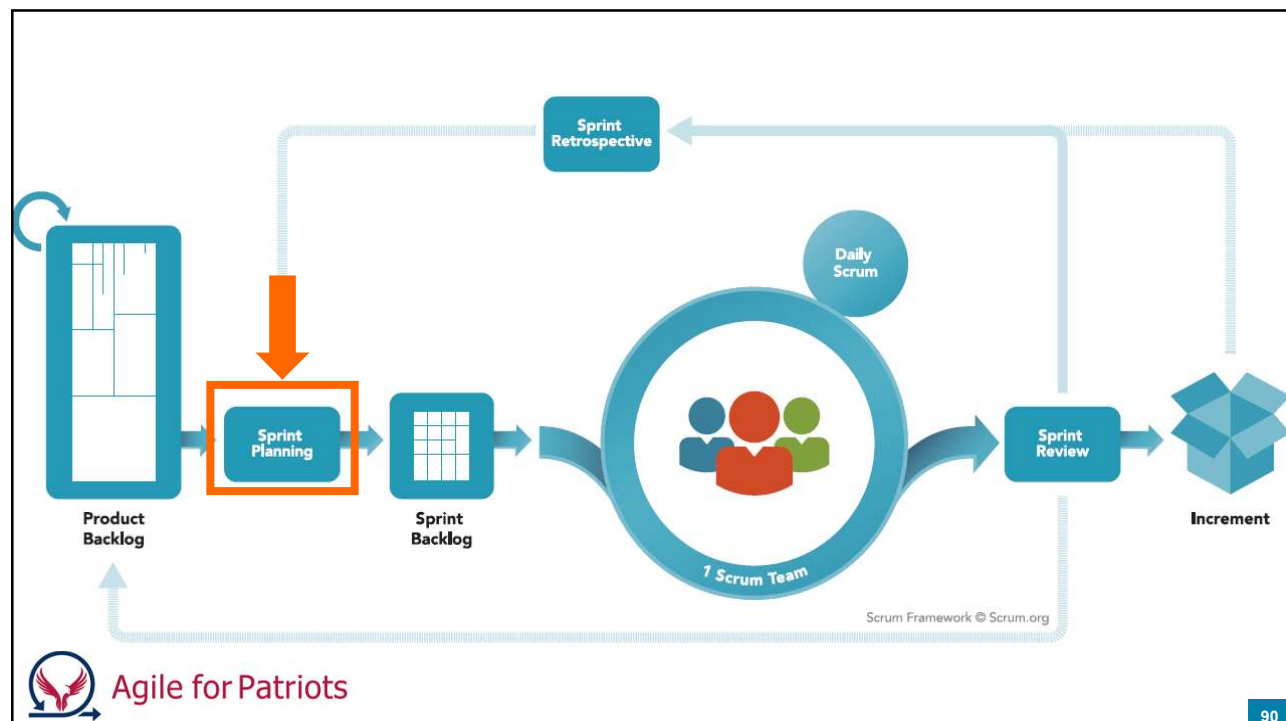 Sprint
Retrospective
Daily
Scrum
Sprint
Planning
Sprint
Review
Product
Backlog
Sprint
Backlog
Increment
1 Scrum Team
Scrum Framework © Scrum.org
Agile for Patriots
90